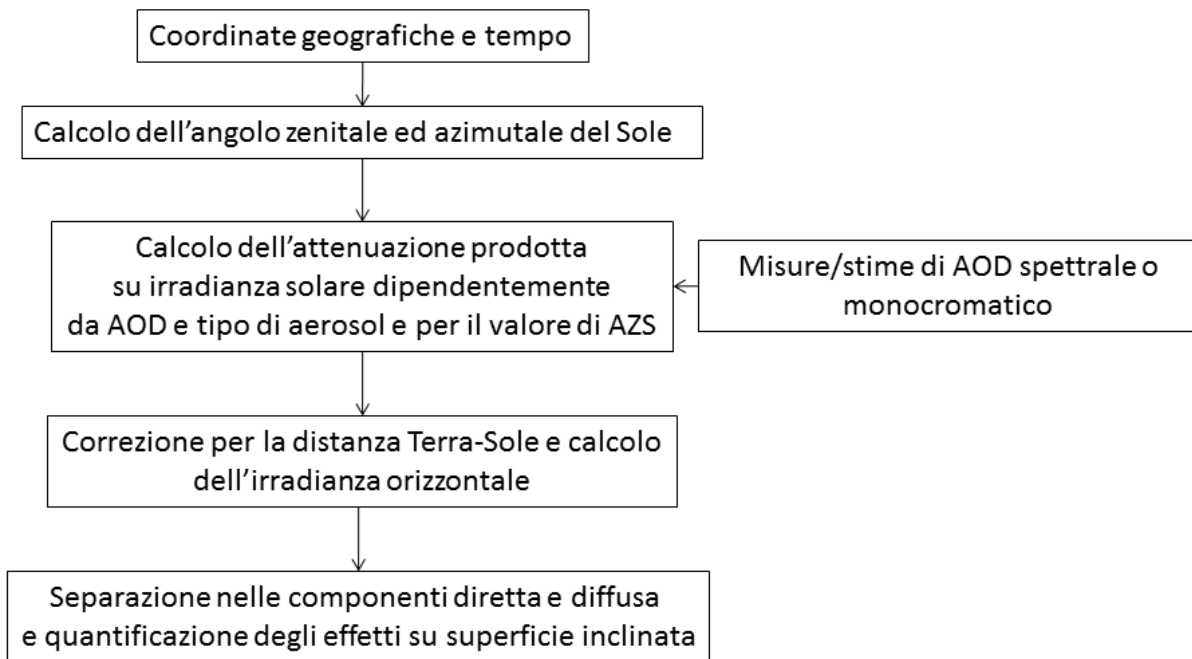 Coordinate geografiche e tempo
Calcolo dell’angolo zenitale ed azimutale del Sole
Calcolo dell’attenuazione prodotta
su irradianza solare dipendentemente
da AOD e tipo di aerosol e per il valore di AZS
Misure/stime di AOD spettrale o
monocromatico
Correzione per la distanza Terra-Sole e calcolo
dell’irradianza orizzontale
Separazione nelle componenti diretta e diffusa
e quantificazione degli effetti su superficie inclinata